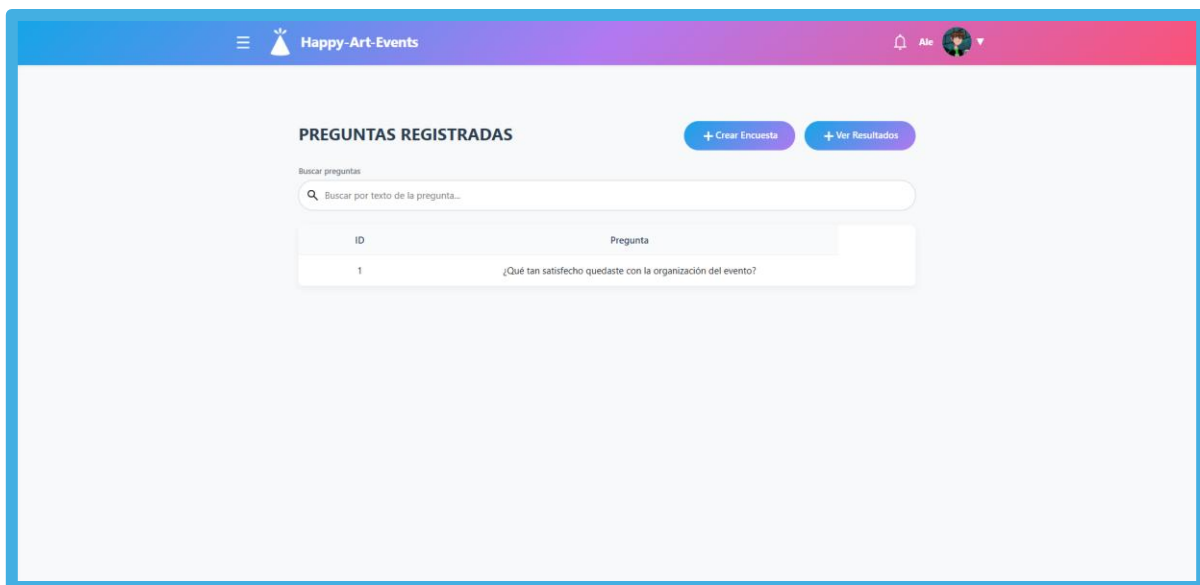 Happy-Art-Events
Ale
PREGUNTAS REGISTRADAS
+ Crear Encuesta
+ Ver Resultados
Buscar preguntas
Buscar por texto de la pregunta...
ID Pregunta
1 ¿Qué tan satisfecho quedaste con la organización del evento?